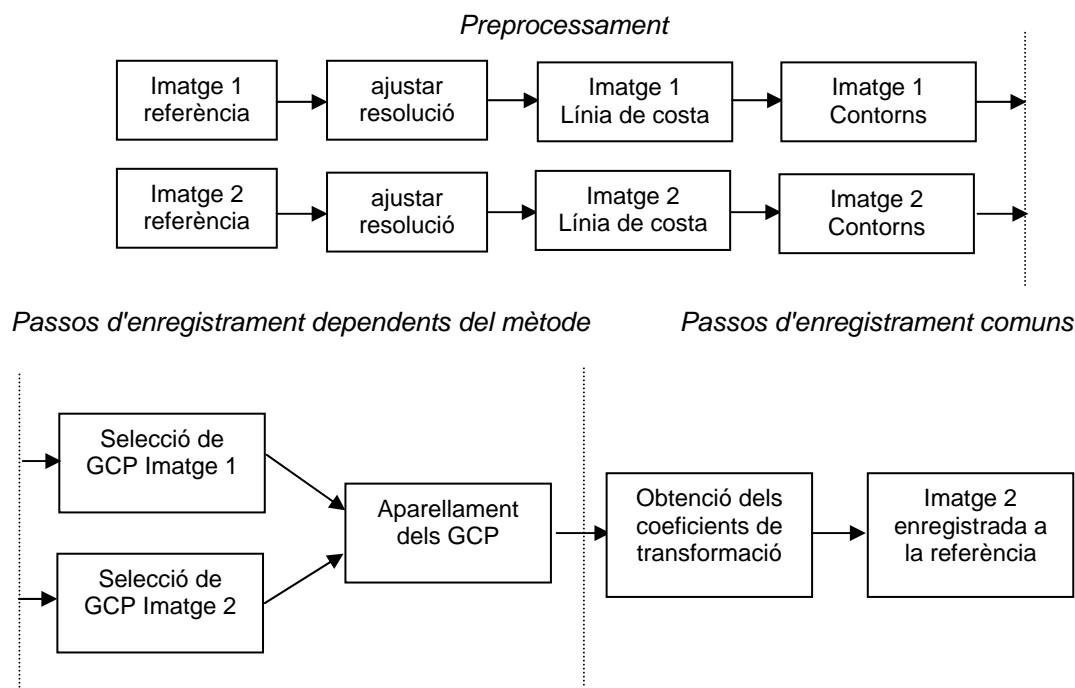 Preprocessament
Imatge 1
referència
ajustar
resolució
Imatge 1
Línia de costa
Imatge 1
Contorns
Imatge 2
referència
ajustar
resolució
Imatge 2
Línia de costa
Imatge 2
Contorns
Passos d'enregistrament dependents del mètode
Passos d'enregistrament comuns
Selecció de
GCP Imatge 1
Selecció de
GCP Imatge 2
Aparellament
dels GCP
Obtenció dels
coeficients de
transformació
Imatge 2
enregistrada a
la referència